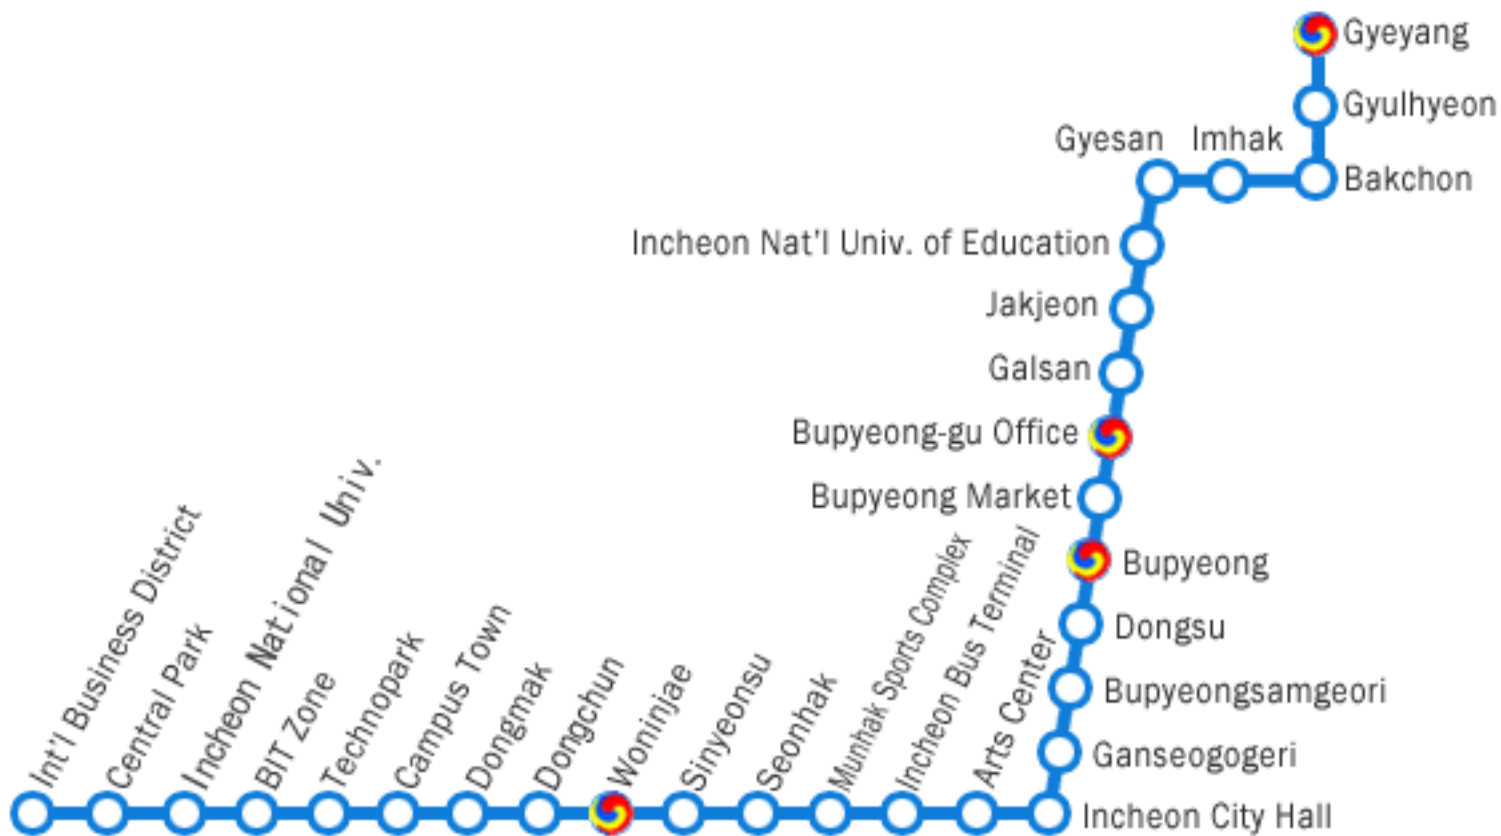 Gyeyang
Gyulhyeon
Gyesan
Imhak
Bakchon
Incheon Nat'l Univ. of Education
Jakjeon
Galsan
Bupyeong-gu Office
Bupyeong Market
Bupyeong
Dongsu
Bupyeongsamgeori
Ganseogogeri
Incheon City Hall
Int'l Business District
Central Park
Incheon National Univ.
BIT Zone
Technopark
Campus Town
Dongmak
Dongchun
Woninjae
Sinyeonsu
Seonhak
Munhak Sports Complex
Incheon Bus Terminal
Arts Center